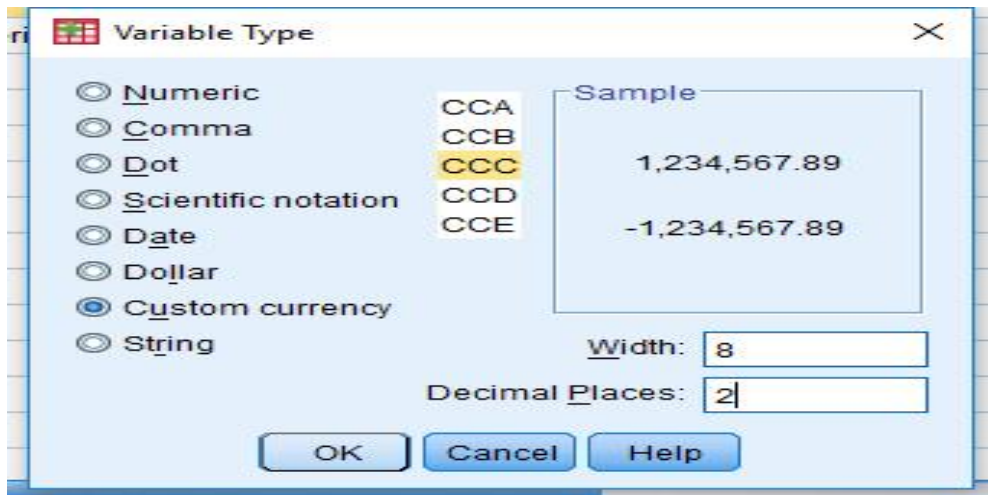 ri
Variable Type
Numeric
Comma
Dot
Scientific notation
Date
Dollar
Custom currency
String
CCA
CCB
CCC
CCD
CCE
Sample
1,234,567.89
-1,234,567.89
Width: 8
Decimal Places: 2
OK Cancel Help